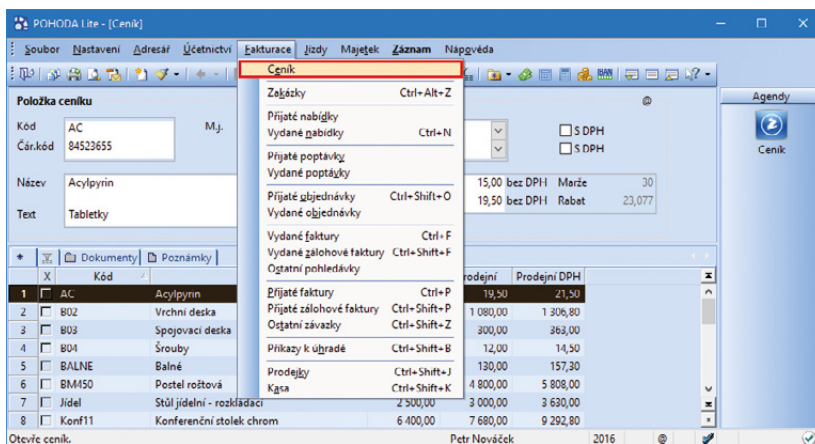 POHODA Lite - [Ceník]
Soubor Nastavení Adresář Účetnictví Fakturace Jízdy Majetek Záznam Nápověda
Ceník
Zakázky Ctrl+Alt+Z
Přijaté nabídky
Vydané nabídky Ctrl+N
Přijaté poptávky
Vydané poptávky
Přijaté objednávky Ctrl+Shift+O
Vydané objednávky
Vydané faktury Ctrl+F
Vydané zálohové faktury Ctrl+Shift+F
Ostatní pohledávky
Přijaté faktury Ctrl+P
Přijaté zálohové faktury Ctrl+Shift+P
Ostatní závazky Ctrl+Shift+Z
Příkazy k úhradě Ctrl+Shift+B
Prodejky Ctrl+Shift+J
Kasa Ctrl+Shift+K
Položka ceníku @
Kód AC M.j. S DPH
Čár.kód 84523655 S DPH
Název Acylpyrin 15,00 bez DPH Marže 30
19,50 bez DPH Rabat 23,077
Text Tabletky
Agendy
Ceník
* Dokumenty Poznámky
X Kód rodejní Prodejní DPH
1 AC Acylpyrin 19,50 21,50
2 B02 Vrchní deska 1 080,00 1 306,80
3 B03 Spojovací deska 300,00 363,00
4 B04 Šrouby 12,00 14,50
5 BALNE Balné 130,00 157,30
6 BM450 Postel roštová 4 800,00 5 808,00
7 Jídel Stůl jídelní - rozkládací 2 500,00 3 000,00 3 630,00
8 Konf11 Konferenční stolek chrom 6 400,00 7 680,00 9 292,80
Otevře ceník. Petr Nováček 2016 @